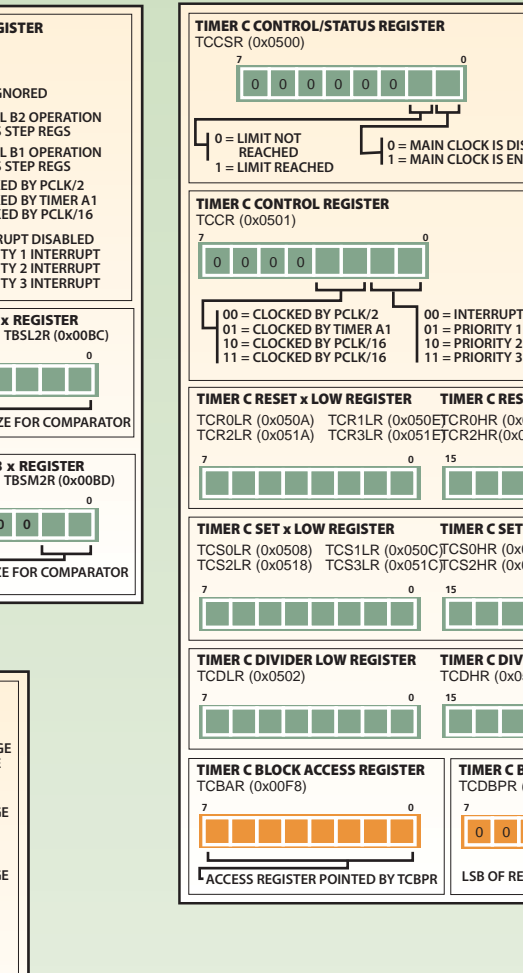 GISTER
GNORED
L B2 OPERATION
S STEP REGS
L B1 OPERATION
S STEP REGS
ED BY PCLK/2
ED BY TIMER A1
ED BY PCLK/16
RUPT DISABLED
TY 1 INTERRUPT
TY 2 INTERRUPT
TY 3 INTERRUPT
x REGISTER
TBSL2R (0x00BC)
0
ZE FOR COMPARATOR
B x REGISTER
TBSM2R (0x00BD)
0
0 0
ZE FOR COMPARATOR
GE
E
GE
GE
TIMER C CONTROL/STATUS REGISTER
TCCSR (0x0500)
7 0
0 0 0 0 0 0
0 = LIMIT NOT
REACHED
1 = LIMIT REACHED
0 = MAIN CLOCK IS DIS
1 = MAIN CLOCK IS EN
TIMER C CONTROL REGISTER
TCCR (0x0501)
7 0
0 0 0 0
00 = CLOCKED BY PCLK/2
01 = CLOCKED BY TIMER A1
10 = CLOCKED BY PCLK/16
11 = CLOCKED BY PCLK/16
00 = INTERRUPT
01 = PRIORITY 1
10 = PRIORITY 2
11 = PRIORITY 3
TIMER C RESET x LOW REGISTER
TCR0LR (0x050A) TCR1LR (0x050E)
TCR2LR (0x051A) TCR3LR (0x051E)
7 0
TIMER C RES
TCR0HR (0x0
TCR2HR(0x0
15
TIMER C SET x LOW REGISTER
TCS0LR (0x0508) TCS1LR (0x050C)
TCS2LR (0x0518) TCS3LR (0x051C)
7 0
TIMER C SET
TCS0HR (0x0
TCS2HR (0x0
15
TIMER C DIVIDER LOW REGISTER
TCDLR (0x0502)
7 0
TIMER C DIV
TCDHR (0x05
15
TIMER C BLOCK ACCESS REGISTER
TCBAR (0x00F8)
7 0
ACCESS REGISTER POINTED BY TCBPR
TIMER C B
TCDBPR (
7
0 0
LSB OF RE